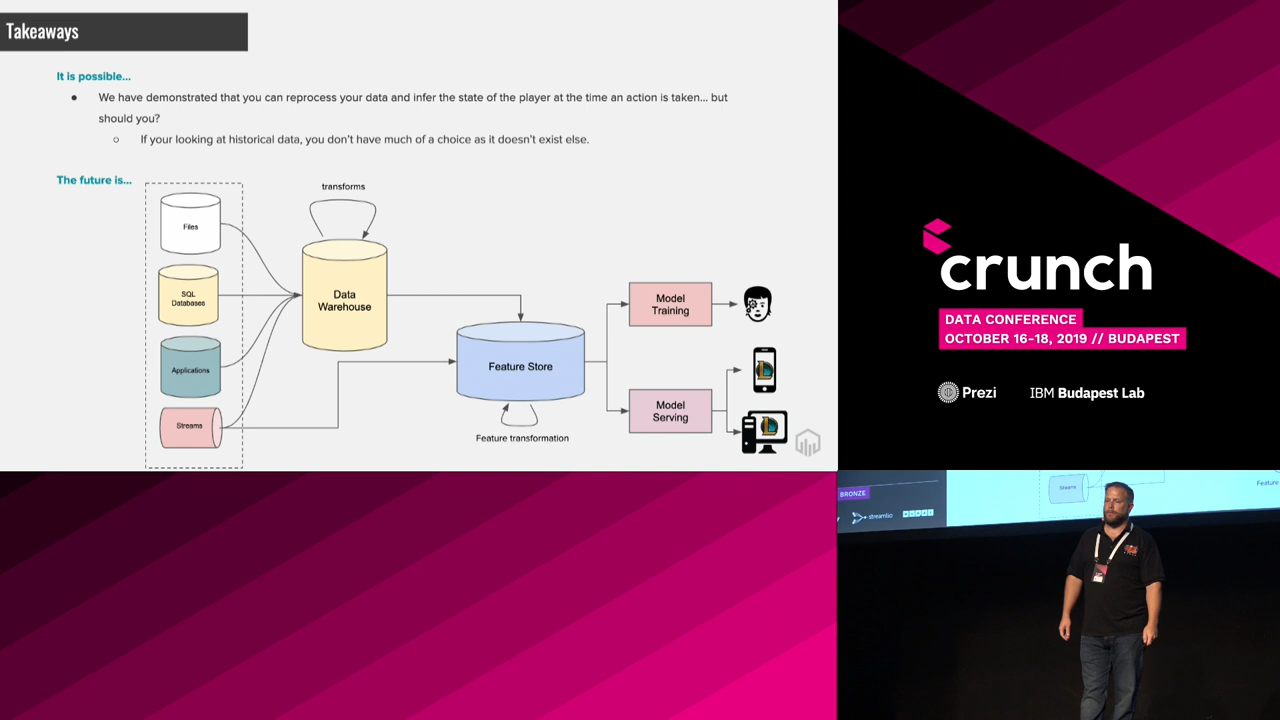 Takeaways
It is possible...
● We have demonstrated that you can reprocess your data and infer the state of the player at the time an action is taken... but
should you?
○ If your looking at historical data, you don't have much of a choice as it doesn't exist else.
The future is...
transforms
Files
SQL
Databases
Applications
Streams
Data
Warehouse
Feature Store
Feature transformation
Model
Training
Model
Serving
crunch
DATA CONFERENCE
OCTOBER 16-18, 2019 // BUDAPEST
Prezi
IBM Budapest Lab
BRONZE
streamlio
Streams
Feature